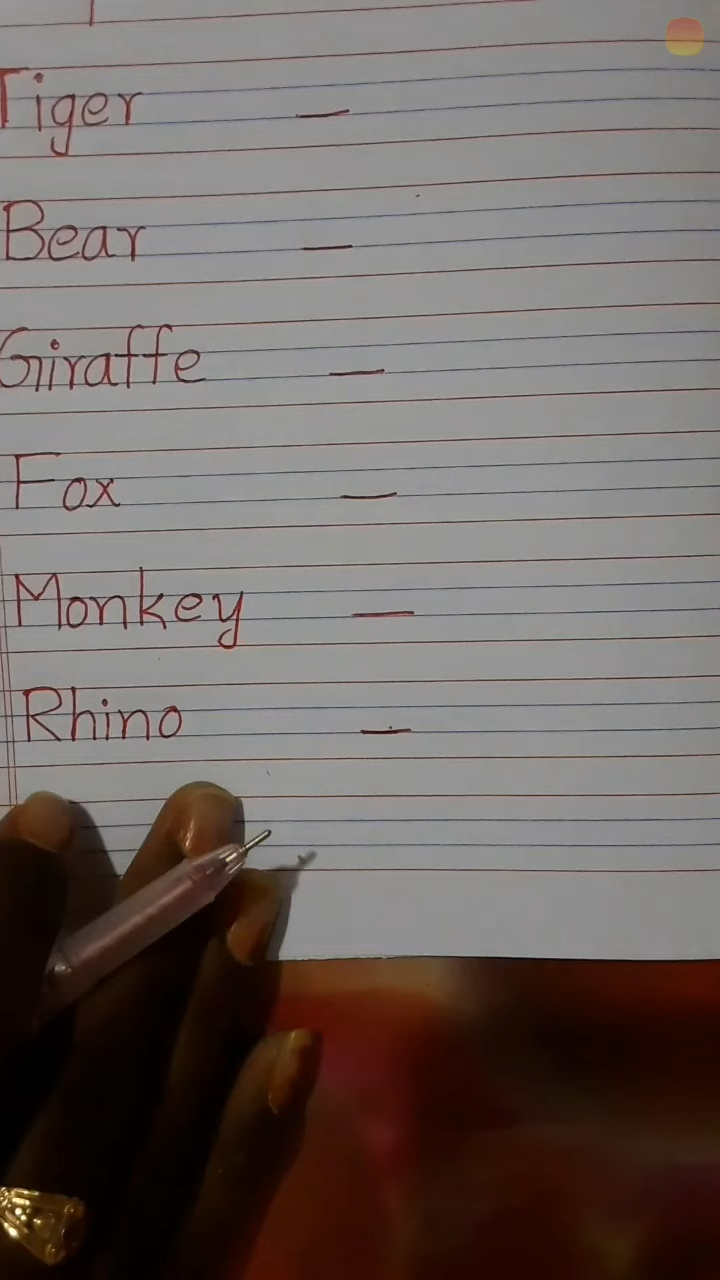 Tiger —
Bear —
Giraffe —
Fox —
Monkey —
Rhino —